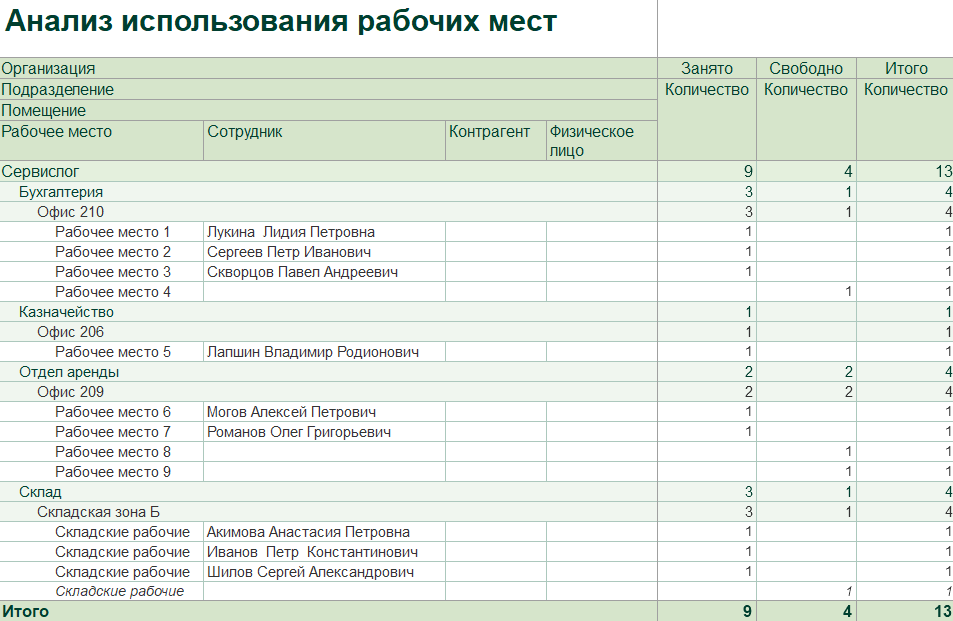 Анализ использования рабочих мест
Организация Занято Свободно Итого
Подразделение Количество Количество Количество
Помещение
Рабочее место Сотрудник Контрагент Физическое
лицо
Сервислог 9 4 13
Бухгалтерия 3 1 4
Офис 210 3 1 4
Рабочее место 1 Лукина Лидия Петровна 1 1
Рабочее место 2 Сергеев Петр Иванович 1 1
Рабочее место 3 Скворцов Павел Андреевич 1 1
Рабочее место 4 1 1
Казначейство 1 1
Офис 206 1 1
Рабочее место 5 Лапшин Владимир Родионович 1 1
Отдел аренды 2 2 4
Офис 209 2 2 4
Рабочее место 6 Могов Алексей Петрович 1 1
Рабочее место 7 Романов Олег Григорьевич 1 1
Рабочее место 8 1 1
Рабочее место 9 1 1
Склад 3 1 4
Складская зона Б 3 1 4
Складские рабочие Акимова Анастасия Петровна 1 1
Складские рабочие Иванов Петр Константинович 1 1
Складские рабочие Шилов Сергей Александрович 1 1
Складские рабочие 1 1
Итого 9 4 13